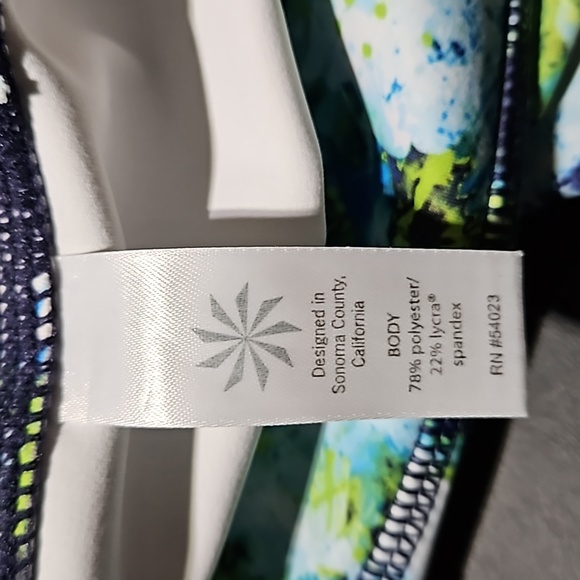 Designed in
Sonoma County,
California
BODY
78% polyester/
22% lycra®
spandex
RN #54023